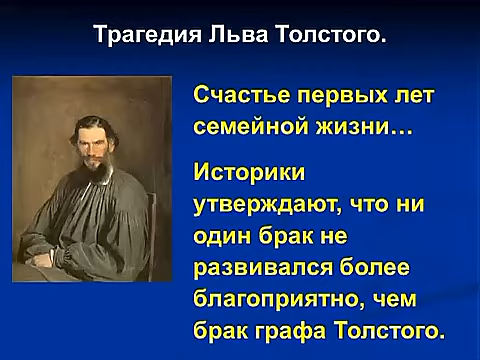 Трагедия Льва Толстого.
Счастье первых лет
семейной жизни…
Историки
утверждают, что ни
один брак не
развивался более
благоприятно, чем
брак графа Толстого.